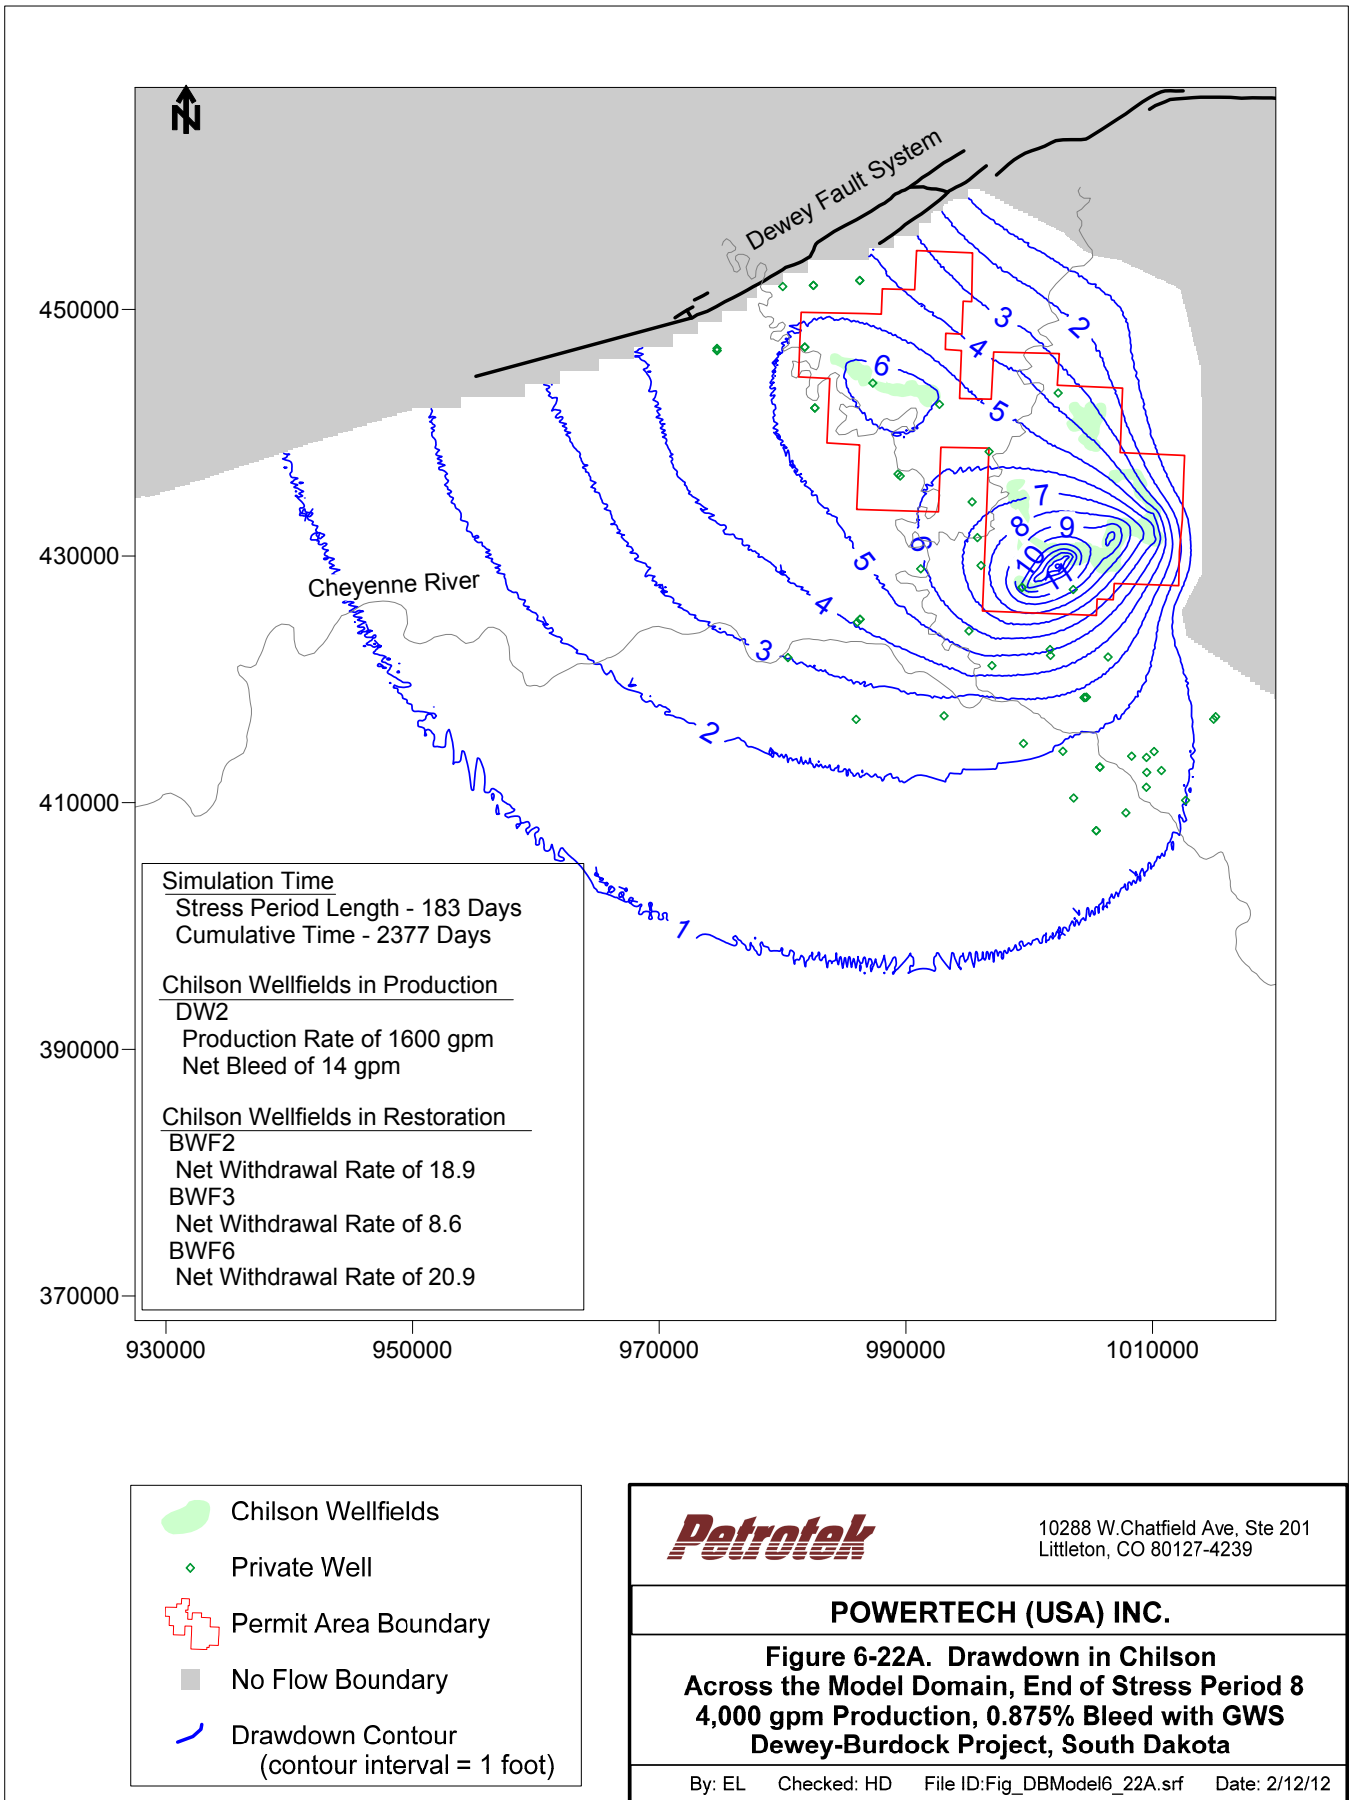 N
Dewey Fault System
450000
430000
410000
390000
370000
3
2
4
6
5
7
8
9
6
10
11
5
4
3
2
1
Cheyenne River
Simulation Time
Stress Period Length - 183 Days
Cumulative Time - 2377 Days
Chilson Wellfields in Production
DW2
Production Rate of 1600 gpm
Net Bleed of 14 gpm
Chilson Wellfields in Restoration
BWF2
Net Withdrawal Rate of 18.9
BWF3
Net Withdrawal Rate of 8.6
BWF6
Net Withdrawal Rate of 20.9
930000 950000 970000 990000 1010000
Chilson Wellfields
Private Well
Permit Area Boundary
No Flow Boundary
Drawdown Contour
(contour interval = 1 foot)
Petrotek
10288 W.Chatfield Ave, Ste 201
Littleton, CO 80127-4239
POWERTECH (USA) INC.
Figure 6-22A. Drawdown in Chilson
Across the Model Domain, End of Stress Period 8
4,000 gpm Production, 0.875% Bleed with GWS
Dewey-Burdock Project, South Dakota
By: EL Checked: HD File ID:Fig_DBModel6_22A.srf Date: 2/12/12